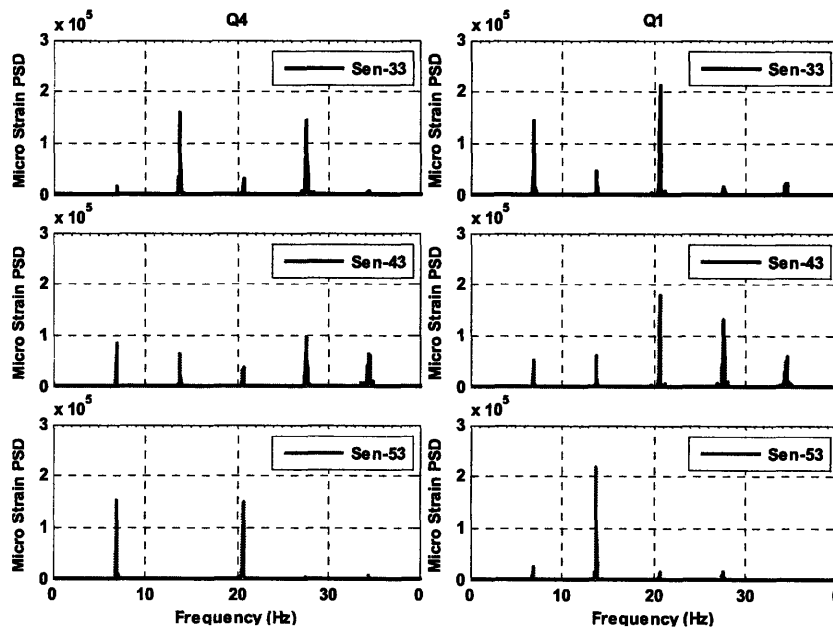 Q4
Q1
x 10^5
x 10^5
3
2
1
0
Micro Strain PSD
Sen-33
3
2
1
0
Micro Strain PSD
Sen-33
x 10^5
x 10^5
3
2
1
0
Micro Strain PSD
Sen-43
3
2
1
0
Micro Strain PSD
Sen-43
x 10^5
x 10^5
3
2
1
0
Micro Strain PSD
Sen-53
3
2
1
0
Micro Strain PSD
Sen-53
0 10 20 30 0
0 10 20 30
Frequency (Hz)
Frequency (Hz)